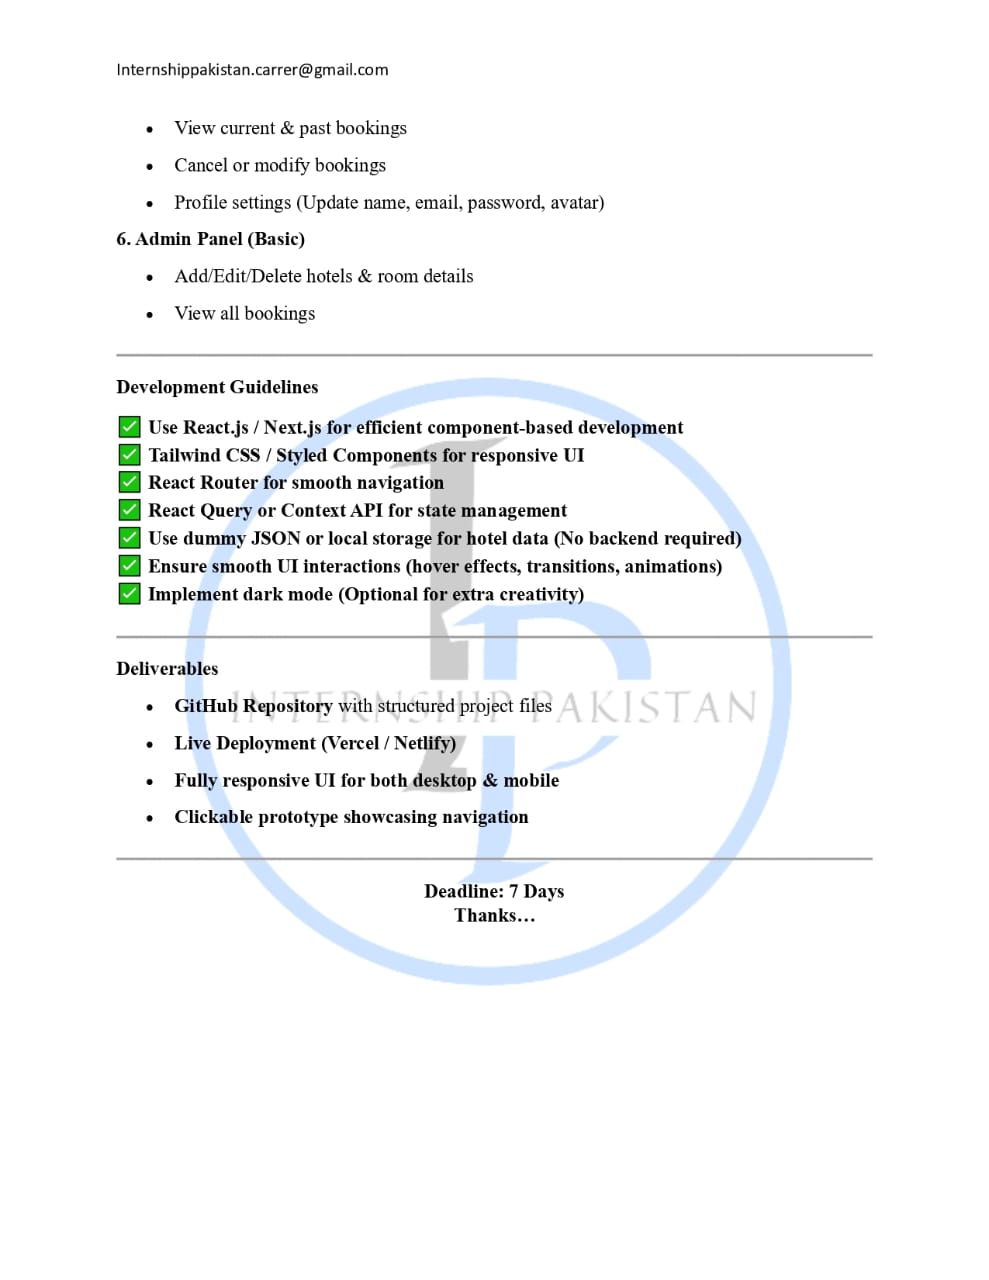 Internshippakistan.carrer@gmail.com
• View current & past bookings
• Cancel or modify bookings
• Profile settings (Update name, email, password, avatar)
6. Admin Panel (Basic)
• Add/Edit/Delete hotels & room details
• View all bookings
Development Guidelines
✅ Use React.js / Next.js for efficient component-based development
✅ Tailwind CSS / Styled Components for responsive UI
✅ React Router for smooth navigation
✅ React Query or Context API for state management
✅ Use dummy JSON or local storage for hotel data (No backend required)
✅ Ensure smooth UI interactions (hover effects, transitions, animations)
✅ Implement dark mode (Optional for extra creativity)
Deliverables
• GitHub Repository with structured project files
INTERNSHIP PAKISTAN
• Live Deployment (Vercel / Netlify)
• Fully responsive UI for both desktop & mobile
• Clickable prototype showcasing navigation
Deadline: 7 Days
Thanks…